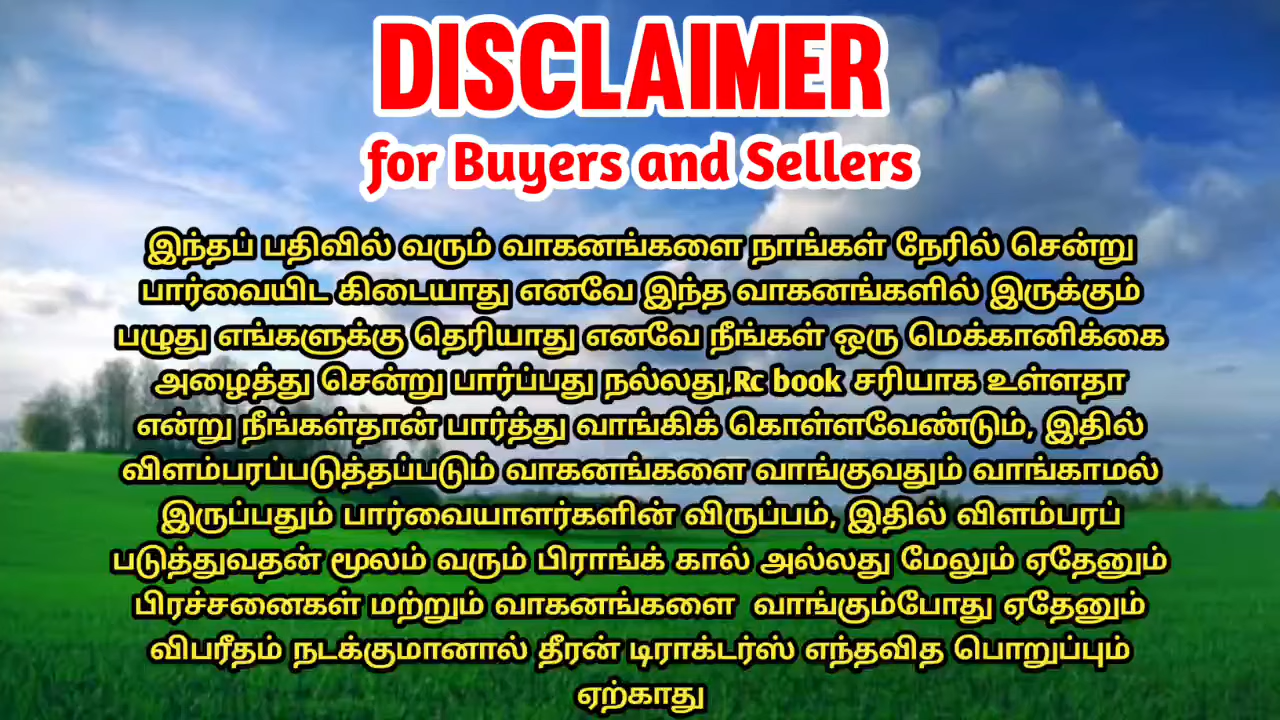 DISCLAIMER
for Buyers and Sellers
இந்தப் பதிவில் வரும் வாகனங்களை நாங்கள் நேரில் சென்று
பார்வையிட கிடையாது எனவே இந்த வாகனங்களில் இருக்கும்
பழுது எங்களுக்கு தெரியாது எனவே நீங்கள் ஒரு மெக்கானிக்கை
அழைத்து சென்று பார்ப்பது நல்லது,Rc book சரியாக உள்ளதா
என்று நீங்கள்தான் பார்த்து வாங்கிக் கொள்ளவேண்டும், இதில்
விளம்பரப்படுத்தப்படும் வாகனங்களை வாங்குவதும் வாங்காமல்
இருப்பதும் பார்வையாளர்களின் விருப்பம், இதில் விளம்பரப்
படுத்துவதன் மூலம் வரும் பிராங்க் கால் அல்லது மேலும் ஏதேனும்
பிரச்சனைகள் மற்றும் வாகனங்களை வாங்கும்போது ஏதேனும்
விபரீதம் நடக்குமானால் தீரன் டிராக்டர்ஸ் எந்தவித பொறுப்பும்
ஏற்காது